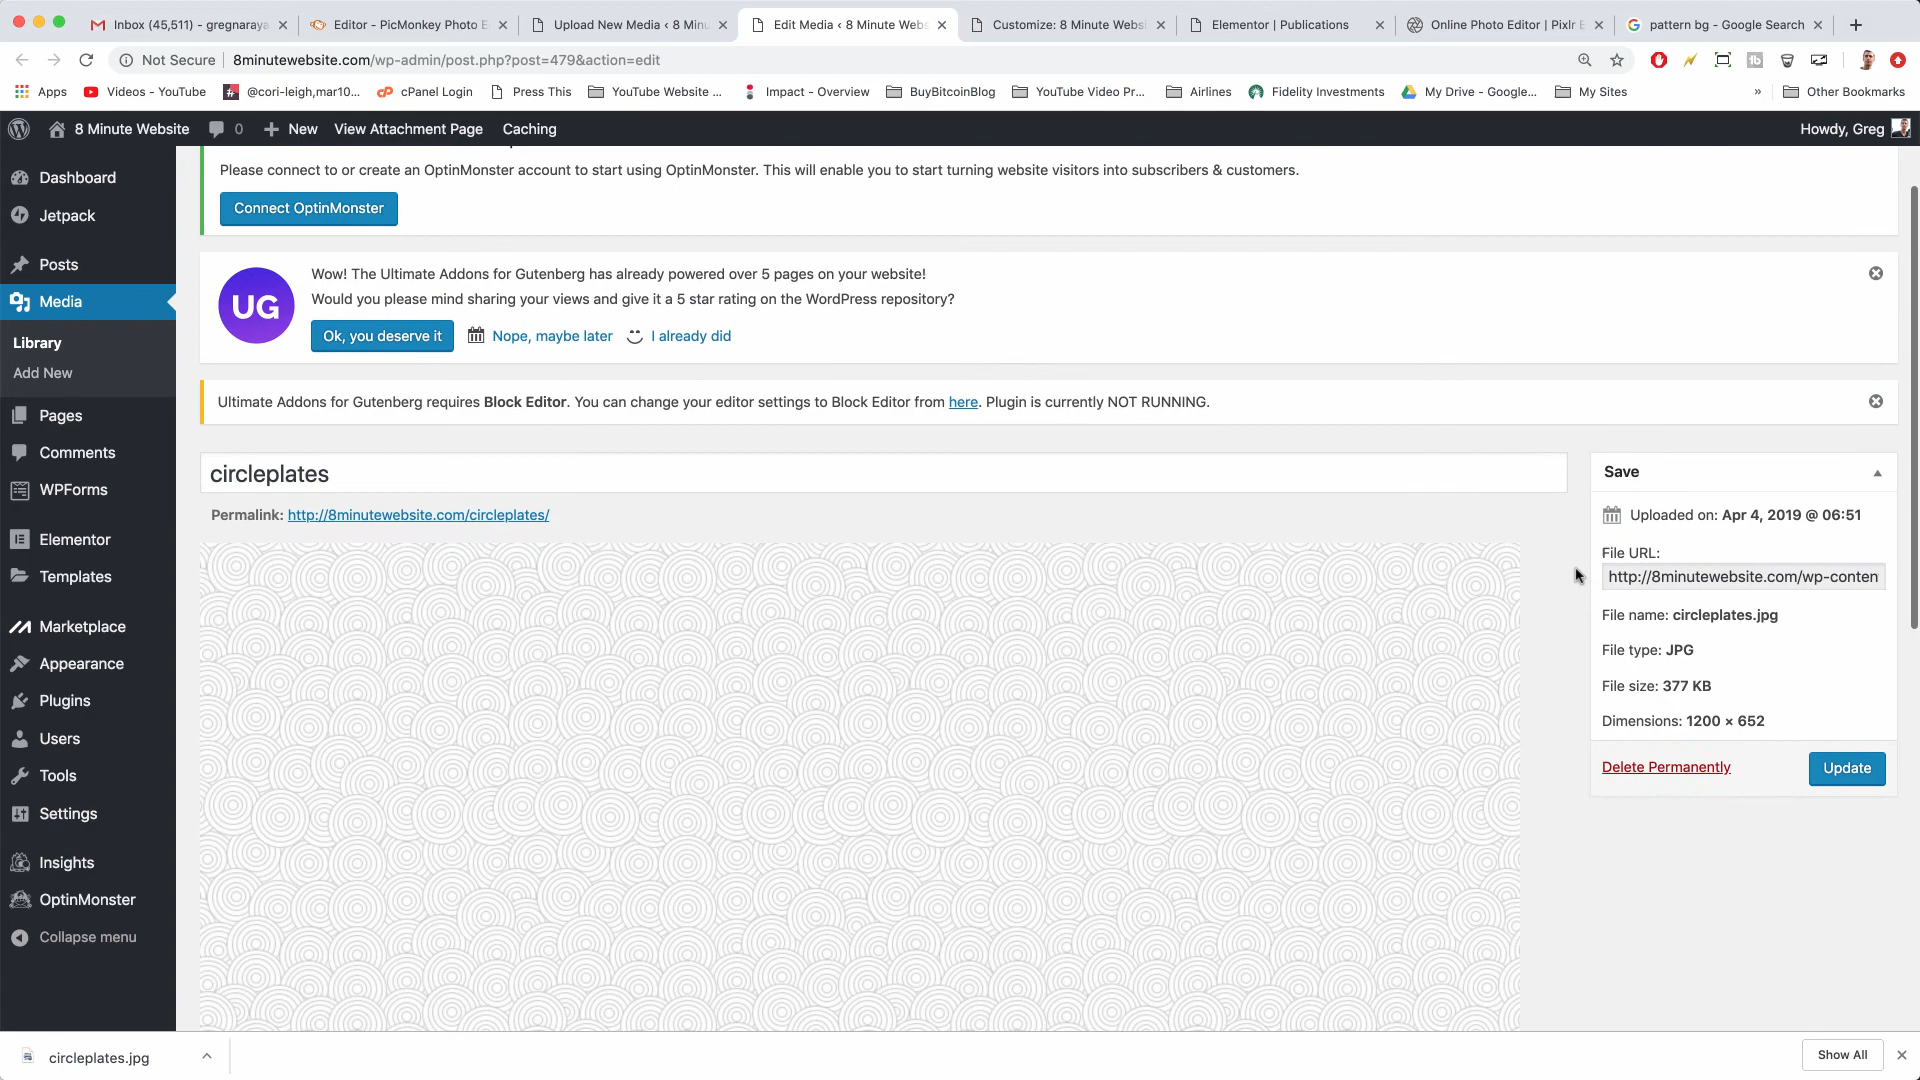 Inbox (45,511) - gregnaraya
Editor - PicMonkey Photo E
Upload New Media ‹ 8 Minu
Edit Media ‹ 8 Minute Webs
Customize: 8 Minute Websi
Elementor | Publications
Online Photo Editor | Pixlr E
pattern bg - Google Search
Not Secure
8minutewebsite.com/wp-admin/post.php?post=479&action=edit
Apps
Videos - YouTube
@cori-leigh,mar10...
cPanel Login
Press This
YouTube Website ...
Impact - Overview
BuyBitcoinBlog
YouTube Video Pr...
Airlines
Fidelity Investments
My Drive - Google...
My Sites
»
Other Bookmarks
8 Minute Website
0
New
View Attachment Page
Caching
Howdy, Greg
Dashboard
Jetpack
Posts
Media
Library
Add New
Pages
Comments
WPForms
Elementor
Templates
Marketplace
Appearance
Plugins
Users
Tools
Settings
Insights
OptinMonster
Collapse menu
Please connect to or create an OptinMonster account to start using OptinMonster. This will enable you to start turning website visitors into subscribers & customers.
Connect OptinMonster
UG
Wow! The Ultimate Addons for Gutenberg has already powered over 5 pages on your website!
Would you please mind sharing your views and give it a 5 star rating on the WordPress repository?
Ok, you deserve it
Nope, maybe later
I already did
Ultimate Addons for Gutenberg requires Block Editor. You can change your editor settings to Block Editor from here. Plugin is currently NOT RUNNING.
circleplates
Permalink: http://8minutewebsite.com/circleplates/
Save
Uploaded on: Apr 4, 2019 @ 06:51
File URL:
http://8minutewebsite.com/wp-conten
File name: circleplates.jpg
File type: JPG
File size: 377 KB
Dimensions: 1200 × 652
Delete Permanently
Update
circleplates.jpg
Show All